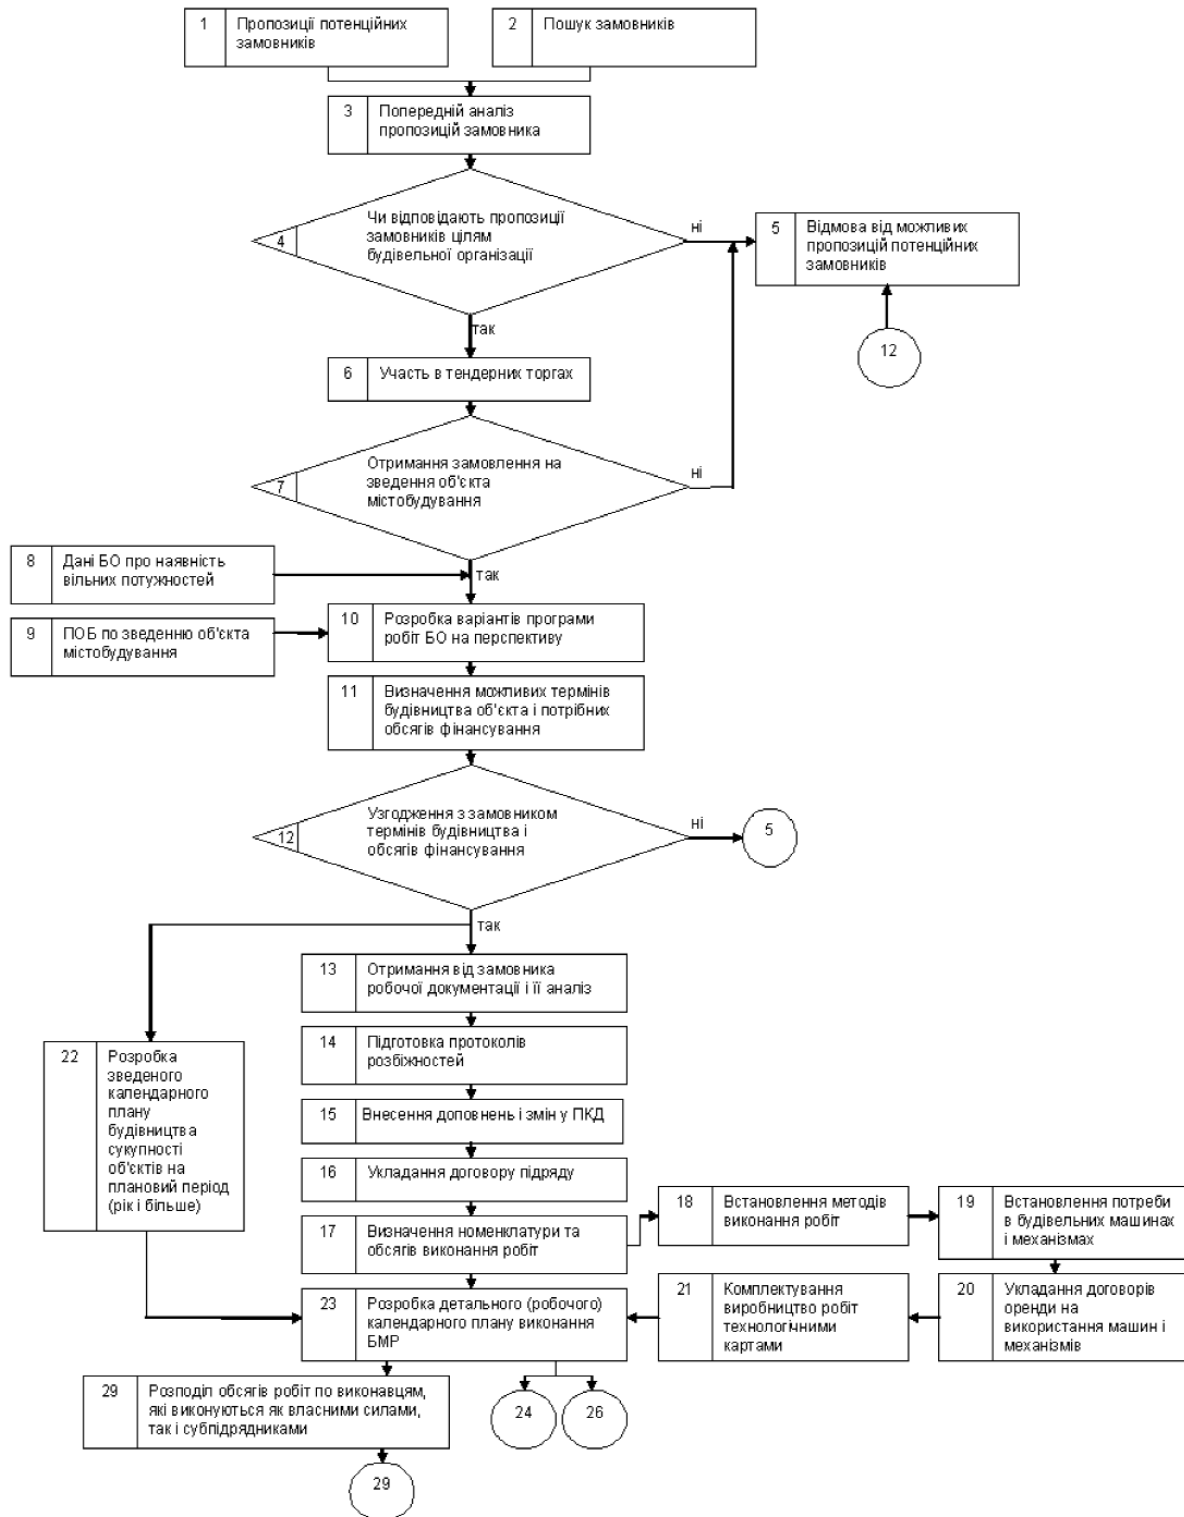 1
Пропозиції потенційних
замовників
2
Пошук замовників
3
Попередній аналіз
пропозицій замовника
4
Чи відповідають пропозиції
замовників цілям
будівельної організації
ні
5
Відмова від можливих
пропозицій потенційних
замовників
12
так
6
Участь в тендерних торгах
7
Отримання замовлення на
зведення об'єкта
містобудування
ні
8
Дані БО про наявність
вільних потужностей
так
9
ПОБ по зведенню об'єкта
містобудування
10
Розробка варіантів програми
робіт БО на перспективу
11
Визначення можливих термінів
будівництва об'єкта і потрібних
обсягів фінансування
12
Узгодження з замовником
термінів будівництва і
обсягів фінансування
ні
5
так
13
Отримання від замовника
робочої документації і її аналіз
14
Підготовка протоколів
розбіжностей
22
Розробка
зведеного
календарного
плану
будівництва
сукупності
об'єктів на
плановий період
(рік і більше)
15
Внесення доповнень і змін у ПКД
16
Укладання договору підряду
17
Визначення номенклатури та
обсягів виконання робіт
18
Встановлення методів
виконання робіт
19
Встановлення потреби
в будівельних машинах
і механізмах
23
Розробка детального (робочого)
календарного плану виконання
БМР
21
Комплектування
виробництво робіт
технологічними
картами
20
Укладання договорів
оренди на
використання машин і
механізмів
29
Розподіл обсягів робіт по виконавцям,
які виконуються як власними силами,
так і субпідрядниками
24
26
29